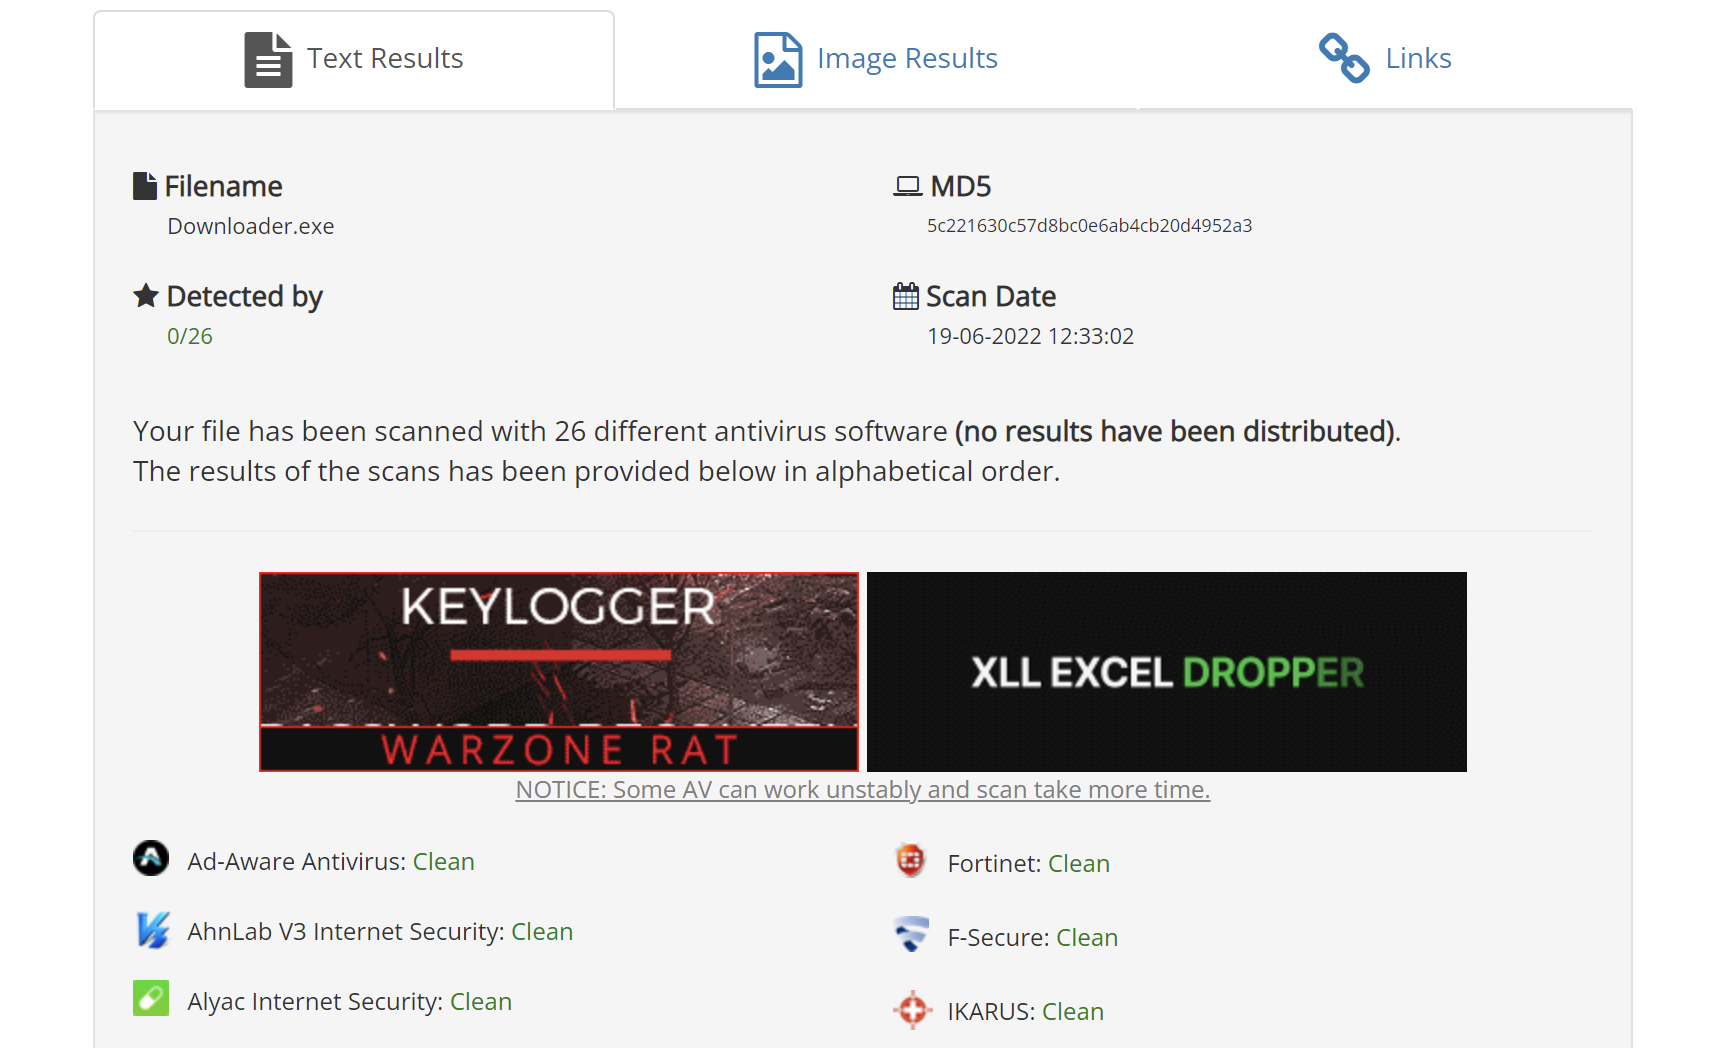 Text Results
Image Results
Links
Filename
Downloader.exe
MD5
5c221630c57d8bc0e6ab4cb20d4952a3
Detected by
0/26
Scan Date
19-06-2022 12:33:02
Your file has been scanned with 26 different antivirus software (no results have been distributed).
The results of the scans has been provided below in alphabetical order.
KEYLOGGER
WARZONE RAT
XLL EXCEL DROPPER
NOTICE: Some AV can work unstably and scan take more time.
Ad-Aware Antivirus: Clean
Fortinet: Clean
AhnLab V3 Internet Security: Clean
F-Secure: Clean
Alyac Internet Security: Clean
IKARUS: Clean